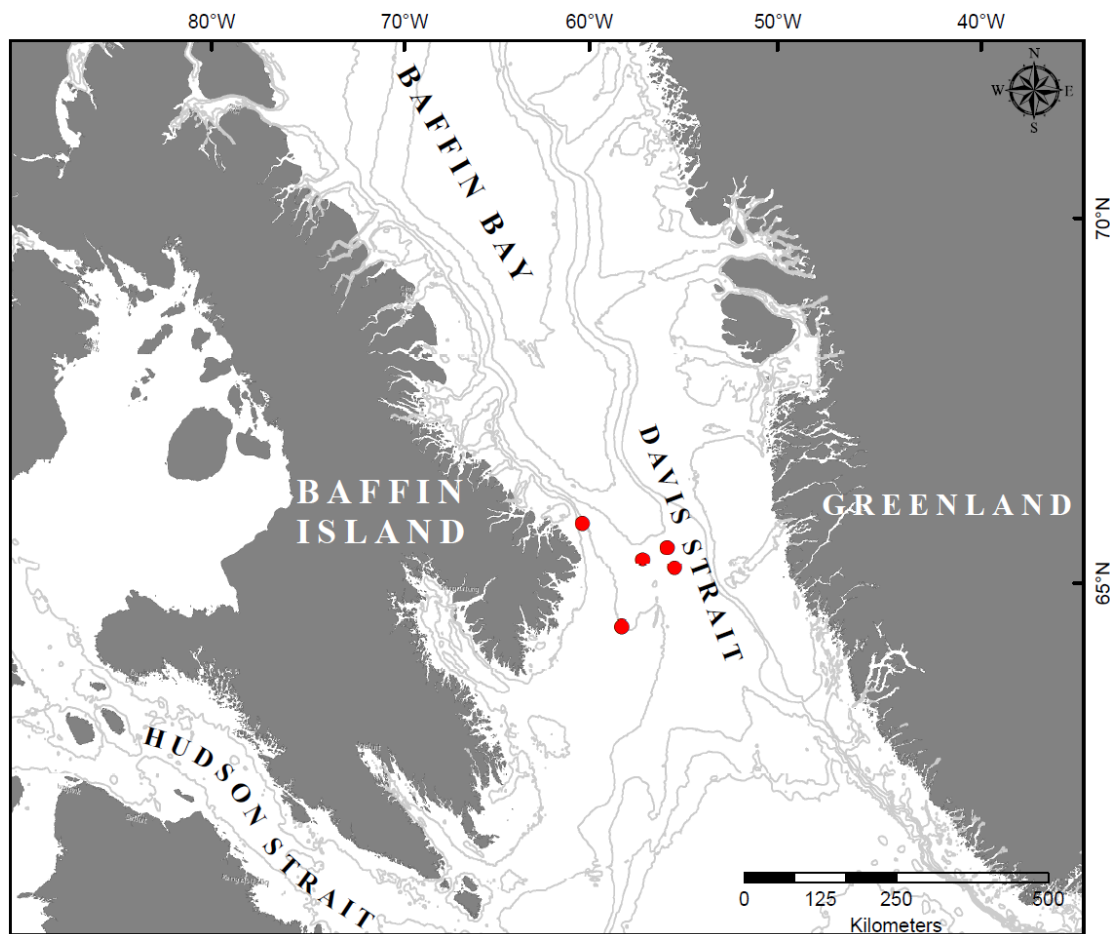 80°W 70°W 60°W 50°W 40°W
N
W E
S
BAFFIN BAY
70°N
DAVIS STRAIT
BAFFIN
ISLAND
GREENLAND
65°N
HUDSON STRAIT
0 125 250 500
Kilometers